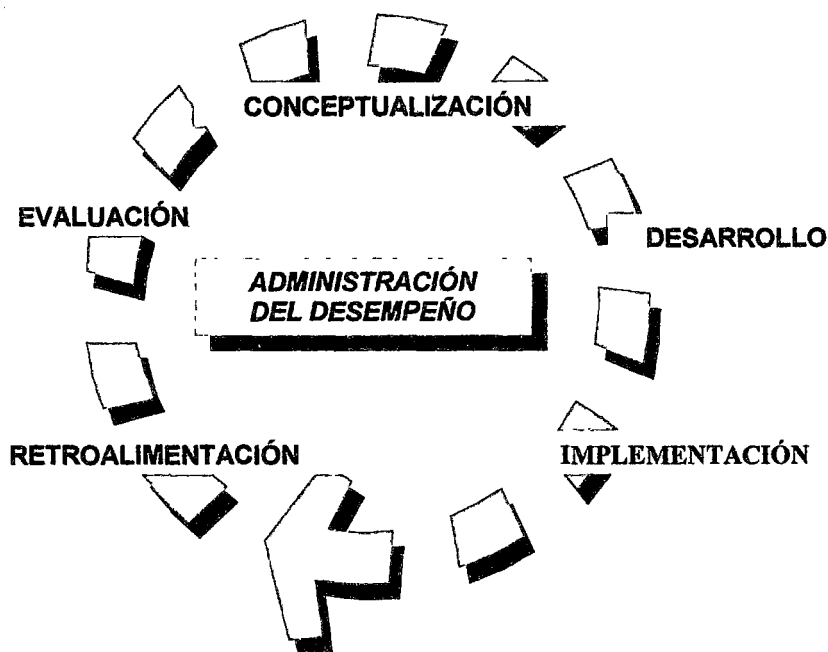 CONCEPTUALIZACIÓN
EVALUACIÓN
DESARROLLO
ADMINISTRACIÓN
DEL DESEMPEÑO
RETROALIMENTACIÓN
IMPLEMENTACIÓN